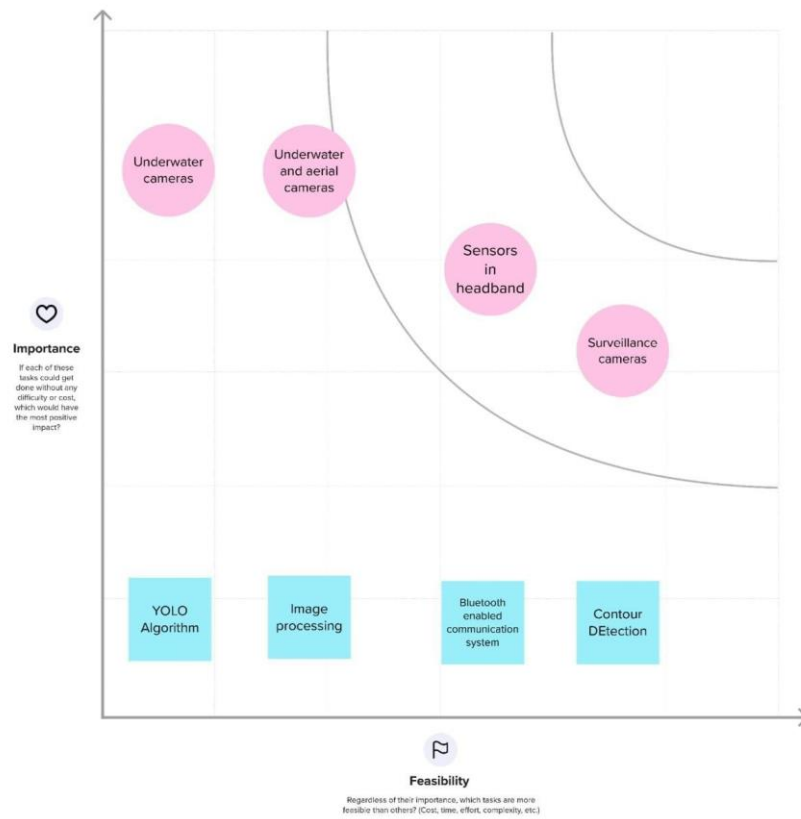 Underwater
cameras
Underwater
and aerial
cameras
Sensors
in
headband
Surveillance
cameras
Importance
If each of these
tasks could get
done without any
difficulty or cost,
which would have
the most positive
impact?
YOLO
Algorithm
Image
processing
Bluetooth
enabled
communication
system
Contour
DEtection
Feasibility
Regardless of their importance, which tasks are more
feasible than others? (Cost, time, effort, complexity, etc.)